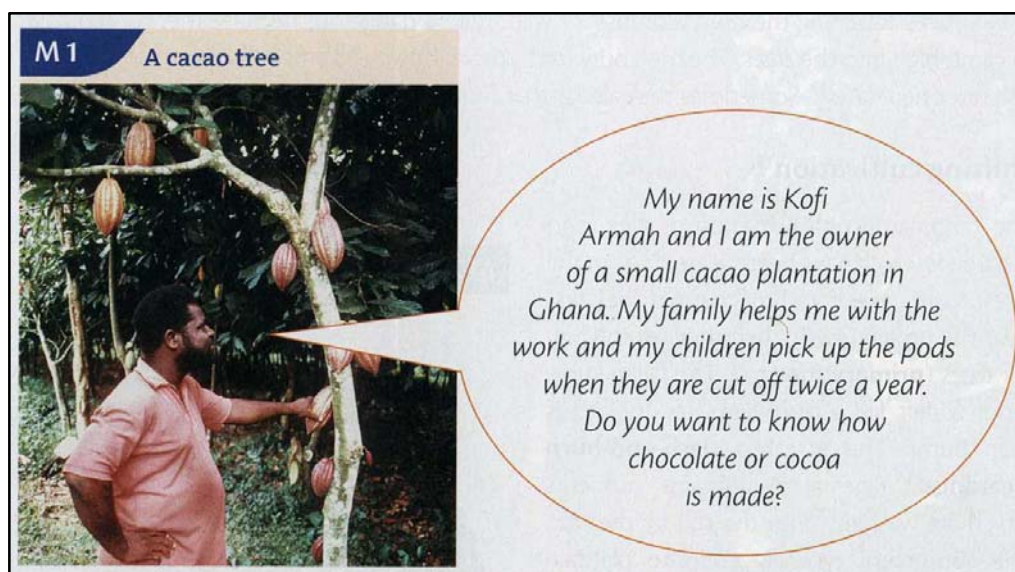 M 1
A cacao tree
My name is Kofi
Armah and I am the owner
of a small cacao plantation in
Ghana. My family helps me with the
work and my children pick up the pods
when they are cut off twice a year.
Do you want to know how
chocolate or cocoa
is made?